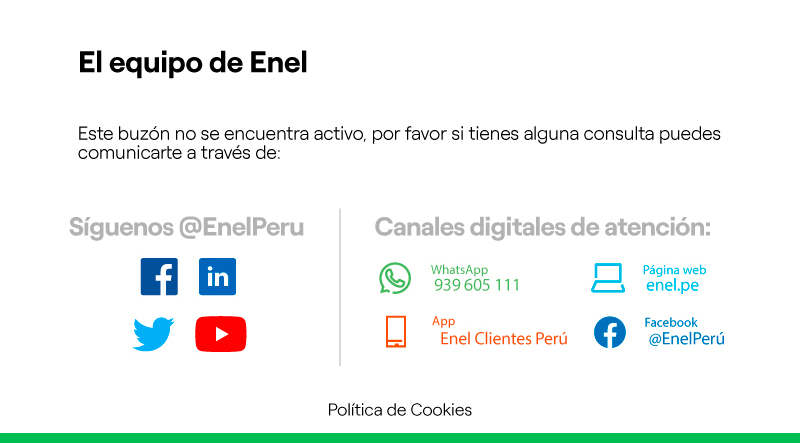 El equipo de Enel
Este buzón no se encuentra activo, por favor si tienes alguna consulta puedes
comunicarte a través de:
Síguenos @EnelPeru
Canales digitales de atención:
WhatsApp
939 605 111
Página web
enel.pe
App
Enel Clientes Perú
Facebook
@EnelPerú
Política de Cookies